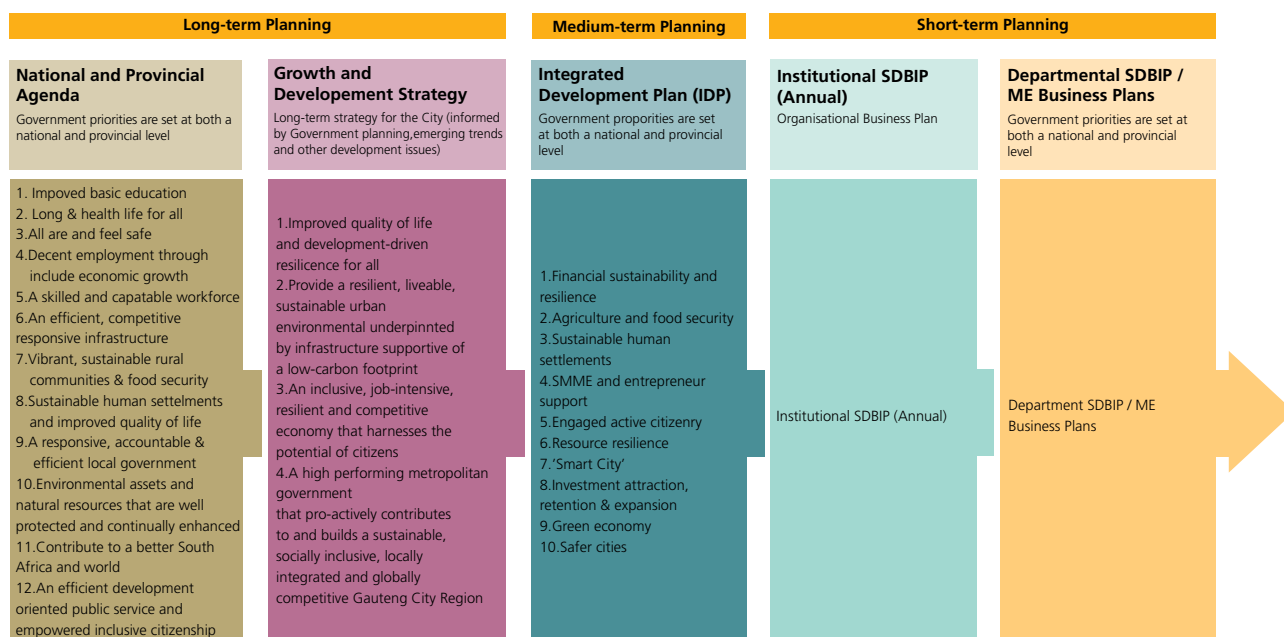 Long-term Planning
Medium-term Planning
Short-term Planning
National and Provincial
Agenda
Government priorities are set at both a
national and provincial level
Growth and
Developement Strategy
Long-term strategy for the City (informed
by Government planning,emerging trends
and other development issues)
Integrated
Development Plan (IDP)
Government proporities are set
at both a national and provincial
level
Institutional SDBIP
(Annual)
Organisational Business Plan
Departmental SDBIP /
ME Business Plans
Government priorities are set at
both a national and provincial
level
1. Impoved basic education
2. Long & health life for all
3.All are and feel safe
4.Decent employment through
include economic growth
5.A skilled and capatable workforce
6.An efficient, competitive
responsive infrastructure
7.Vibrant, sustainable rural
communities & food security
8.Sustainable human settelments
and improved quality of life
9.A responsive, accountable &
efficient local government
10.Environmental assets and
natural resources that are well
protected and continually enhanced
11.Contribute to a better South
Africa and world
12.An efficient development
oriented public service and
empowered inclusive citizenship
1.Improved quality of life
and development-driven
resilicence for all
2.Provide a resilient, liveable,
sustainable urban
environmental underpinnted
by infrastructure supportive of
a low-carbon footprint
3.An inclusive, job-intensive,
resilient and competitive
economy that harnesses the
potential of citizens
4.A high performing metropolitan
government
that pro-actively contributes
to and builds a sustainable,
socially inclusive, locally
integrated and globally
competitive Gauteng City Region
1.Financial sustainability and
resilience
2.Agriculture and food security
3.Sustainable human
settlements
4.SMME and entrepreneur
support
5.Engaged active citizenry
6.Resource resilience
7.'Smart City'
8.Investment attraction,
retention & expansion
9.Green economy
10.Safer cities
Institutional SDBIP (Annual)
Department SDBIP / ME
Business Plans